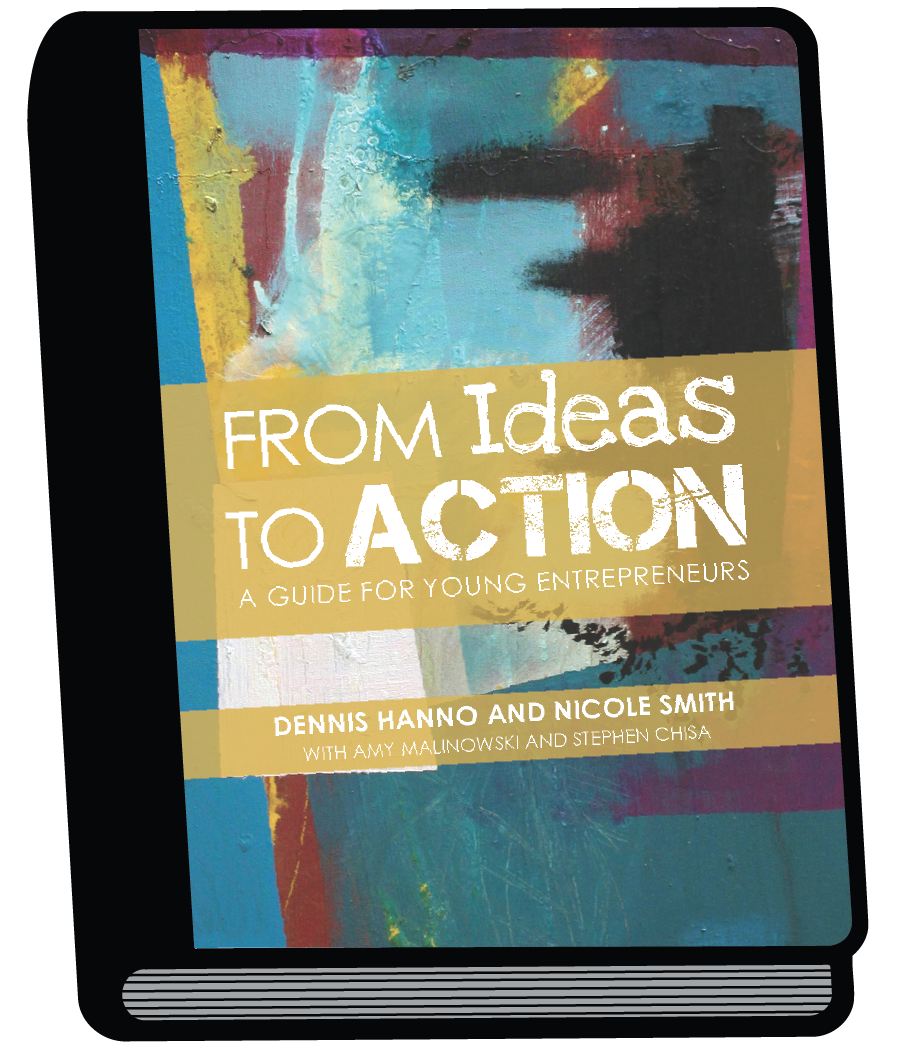 FROM Ideas
TO ACTION
A GUIDE FOR YOUNG ENTREPRENEURS
DENNIS HANNO AND NICOLE SMITH
WITH AMY MALINOWSKI AND STEPHEN CHISA